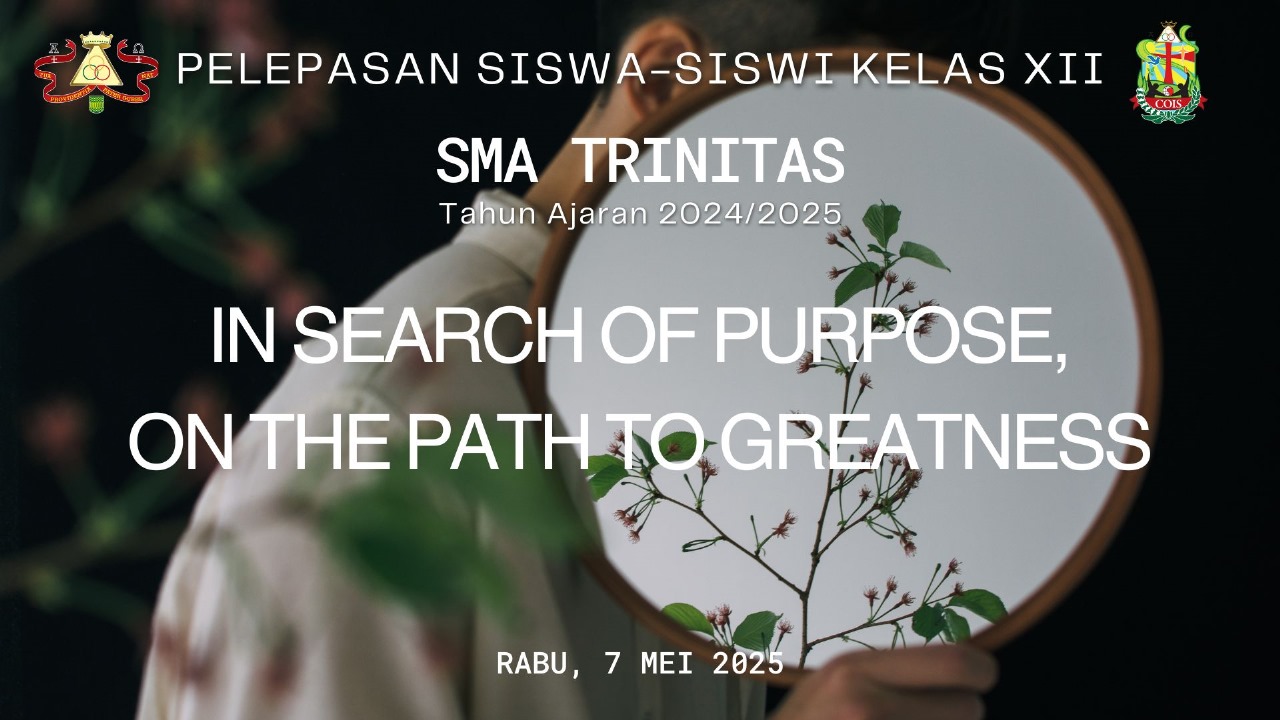 PELEPASAN SISWA-SISWI KELAS XII
SMA TRINITAS
Tahun Ajaran 2024/2025
IN SEARCH OF PURPOSE,
ON THE PATH TO GREATNESS
RABU, 7 MEI 2025
COIS